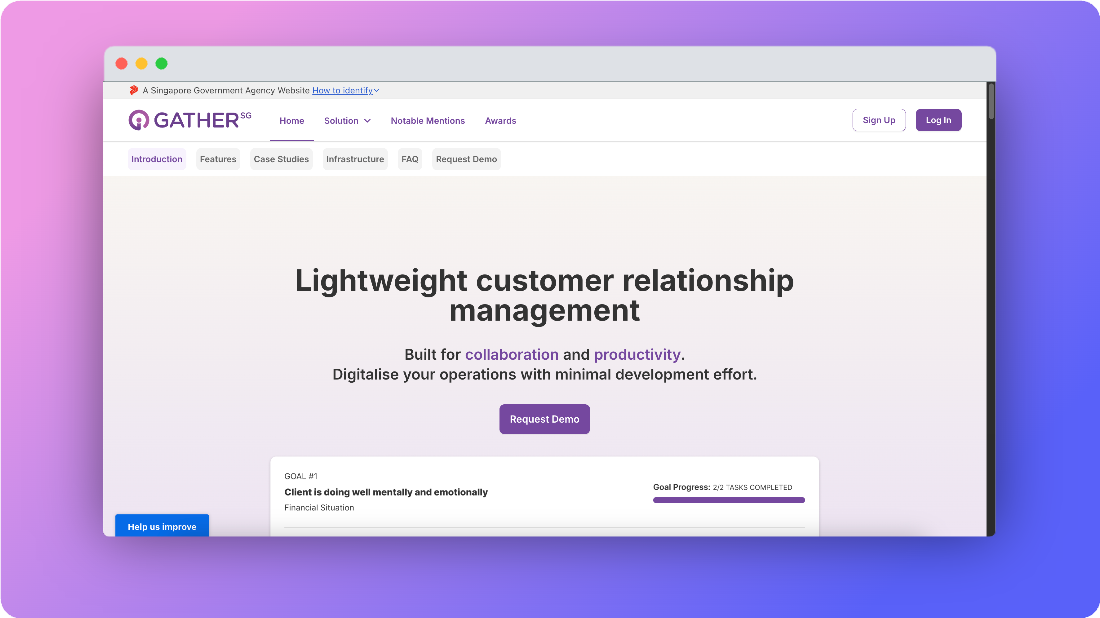 A Singapore Government Agency Website How to identify
GATHER SG
Home
Solution
Notable Mentions
Awards
Sign Up
Log In
Introduction
Features
Case Studies
Infrastructure
FAQ
Request Demo
Lightweight customer relationship
management
Built for collaboration and productivity.
Digitalise your operations with minimal development effort.
Request Demo
GOAL #1
Client is doing well mentally and emotionally
Financial Situation
Goal Progress: 2/2 TASKS COMPLETED
Help us improve